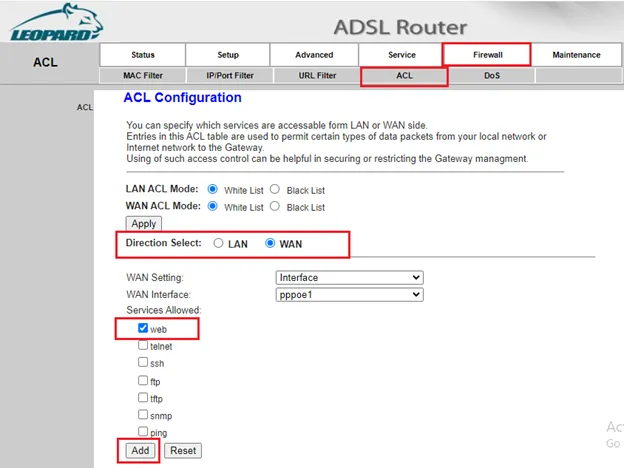 LEOPARD
ADSL Router
ACL
Status Setup Advanced Service Firewall Maintenance
MAC Filter IP/Port Filter URL Filter ACL DoS
ACL
ACL Configuration
You can specify which services are accessable form LAN or WAN side.
Entries in this ACL table are used to permit certain types of data packets from your local network or
Internet network to the Gateway.
Using of such access control can be helpful in securing or restricting the Gateway managment.
LAN ACL Mode: White List Black List
WAN ACL Mode: White List Black List
Apply
Direction Select: LAN WAN
WAN Setting: Interface
WAN Interface: pppoe1
Services Allowed:
web
telnet
ssh
ftp
tftp
snmp
ping
Add Reset
Go